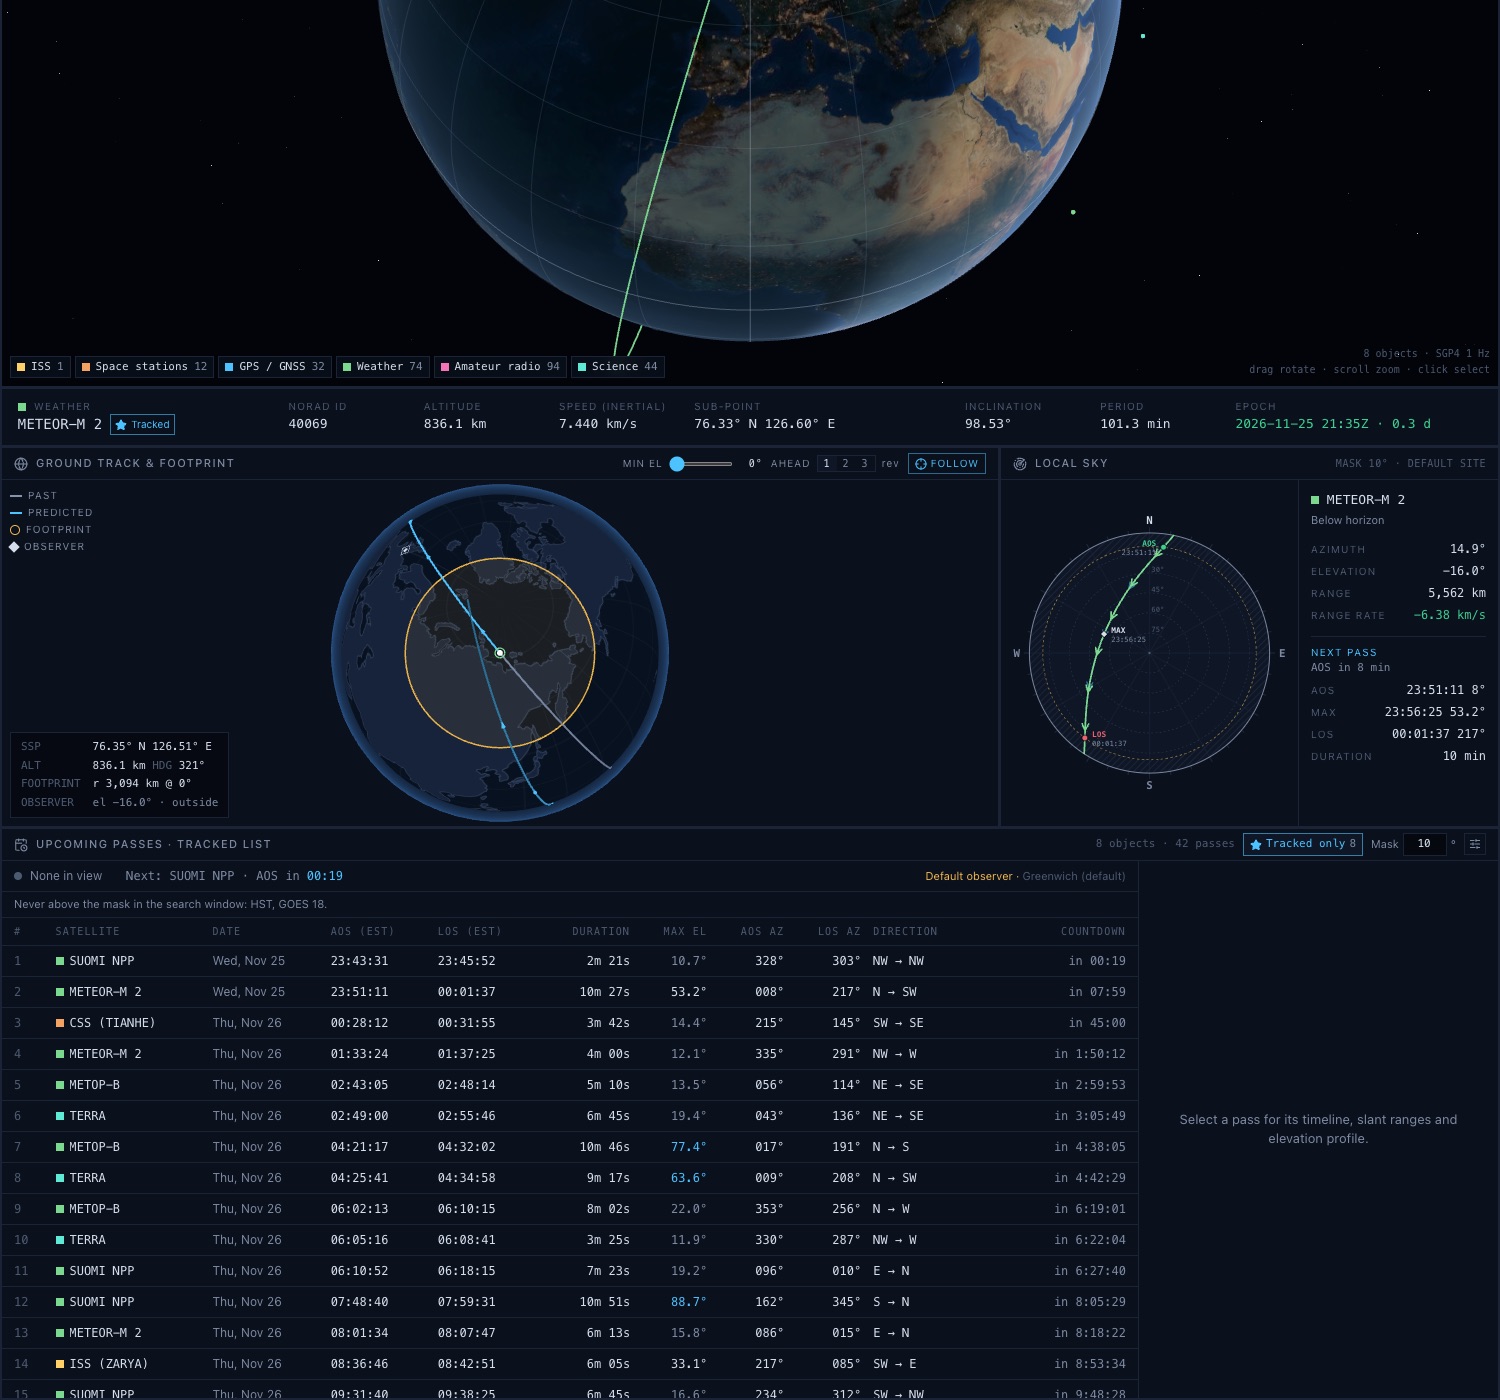 ISS 1 Space stations 12 GPS / GNSS 32 Weather 74 Amateur radio 94 Science 44
8 objects · SGP4 1 Hz
drag rotate · scroll zoom · click select
WEATHER NORAD ID ALTITUDE SPEED (INERTIAL) SUB-POINT INCLINATION PERIOD EPOCH
METEOR-M 2 Tracked 40069 836.1 km 7.440 km/s 76.33° N 126.60° E 98.53° 101.3 min 2026-11-25 21:35Z · 0.3 d
GROUND TRACK & FOOTPRINT MIN EL 0° AHEAD 1 2 3 rev FOLLOW
PAST
PREDICTED
FOOTPRINT
OBSERVER
SSP 76.35° N 126.51° E
ALT 836.1 km HDG 321°
FOOTPRINT r 3,094 km @ 0°
OBSERVER el -16.0° · outside
LOCAL SKY MASK 10° · DEFAULT SITE
N
AOS
30°
45°
60°
75°
MAX
23:56:25
W
E
LOS
00:01:37
S
METEOR-M 2
Below horizon
AZIMUTH 14.9°
ELEVATION -16.0°
RANGE 5,562 km
RANGE RATE -6.38 km/s
NEXT PASS
AOS in 8 min
AOS 23:51:11 8°
MAX 23:56:25 53.2°
LOS 00:01:37 217°
DURATION 10 min
UPCOMING PASSES · TRACKED LIST 8 objects · 42 passes Tracked only 8 Mask 10 °
None in view Next: SUOMI NPP · AOS in 00:19 Default observer · Greenwich (default)
Never above the mask in the search window: HST, GOES 18.
# SATELLITE DATE AOS (EST) LOS (EST) DURATION MAX EL AOS AZ LOS AZ DIRECTION COUNTDOWN
1 SUOMI NPP Wed, Nov 25 23:43:31 23:45:52 2m 21s 10.7° 328° 303° NW → NW in 00:19
2 METEOR-M 2 Wed, Nov 25 23:51:11 00:01:37 10m 27s 53.2° 008° 217° N → SW in 07:59
3 CSS (TIANHE) Thu, Nov 26 00:28:12 00:31:55 3m 42s 14.4° 215° 145° SW → SE in 45:00
4 METEOR-M 2 Thu, Nov 26 01:33:24 01:37:25 4m 00s 12.1° 335° 291° NW → W in 1:50:12
5 METOP-B Thu, Nov 26 02:43:05 02:48:14 5m 10s 13.5° 056° 114° NE → SE in 2:59:53
6 TERRA Thu, Nov 26 02:49:00 02:55:46 6m 45s 19.4° 043° 136° NE → SE in 3:05:49
7 METOP-B Thu, Nov 26 04:21:17 04:32:02 10m 46s 77.4° 017° 191° N → S in 4:38:05
8 TERRA Thu, Nov 26 04:25:41 04:34:58 9m 17s 63.6° 009° 208° N → SW in 4:42:29
9 METOP-B Thu, Nov 26 06:02:13 06:10:15 8m 02s 22.0° 353° 256° N → W in 6:19:01
10 TERRA Thu, Nov 26 06:05:16 06:08:41 3m 25s 11.9° 330° 287° NW → W in 6:22:04
11 SUOMI NPP Thu, Nov 26 06:10:52 06:18:15 7m 23s 19.2° 096° 010° E → N in 6:27:40
12 SUOMI NPP Thu, Nov 26 07:48:40 07:59:31 10m 51s 88.7° 162° 345° S → N in 8:05:29
13 METEOR-M 2 Thu, Nov 26 08:01:34 08:07:47 6m 13s 15.8° 086° 015° E → N in 8:18:22
14 ISS (ZARYA) Thu, Nov 26 08:36:46 08:42:51 6m 05s 33.1° 217° 085° SW → E in 8:53:34
15 SUOMI NPP Thu, Nov 26 09:31:40 09:38:25 6m 45s 16.6° 234° 312° SW → NW in 9:48:28
Select a pass for its timeline, slant ranges and
elevation profile.